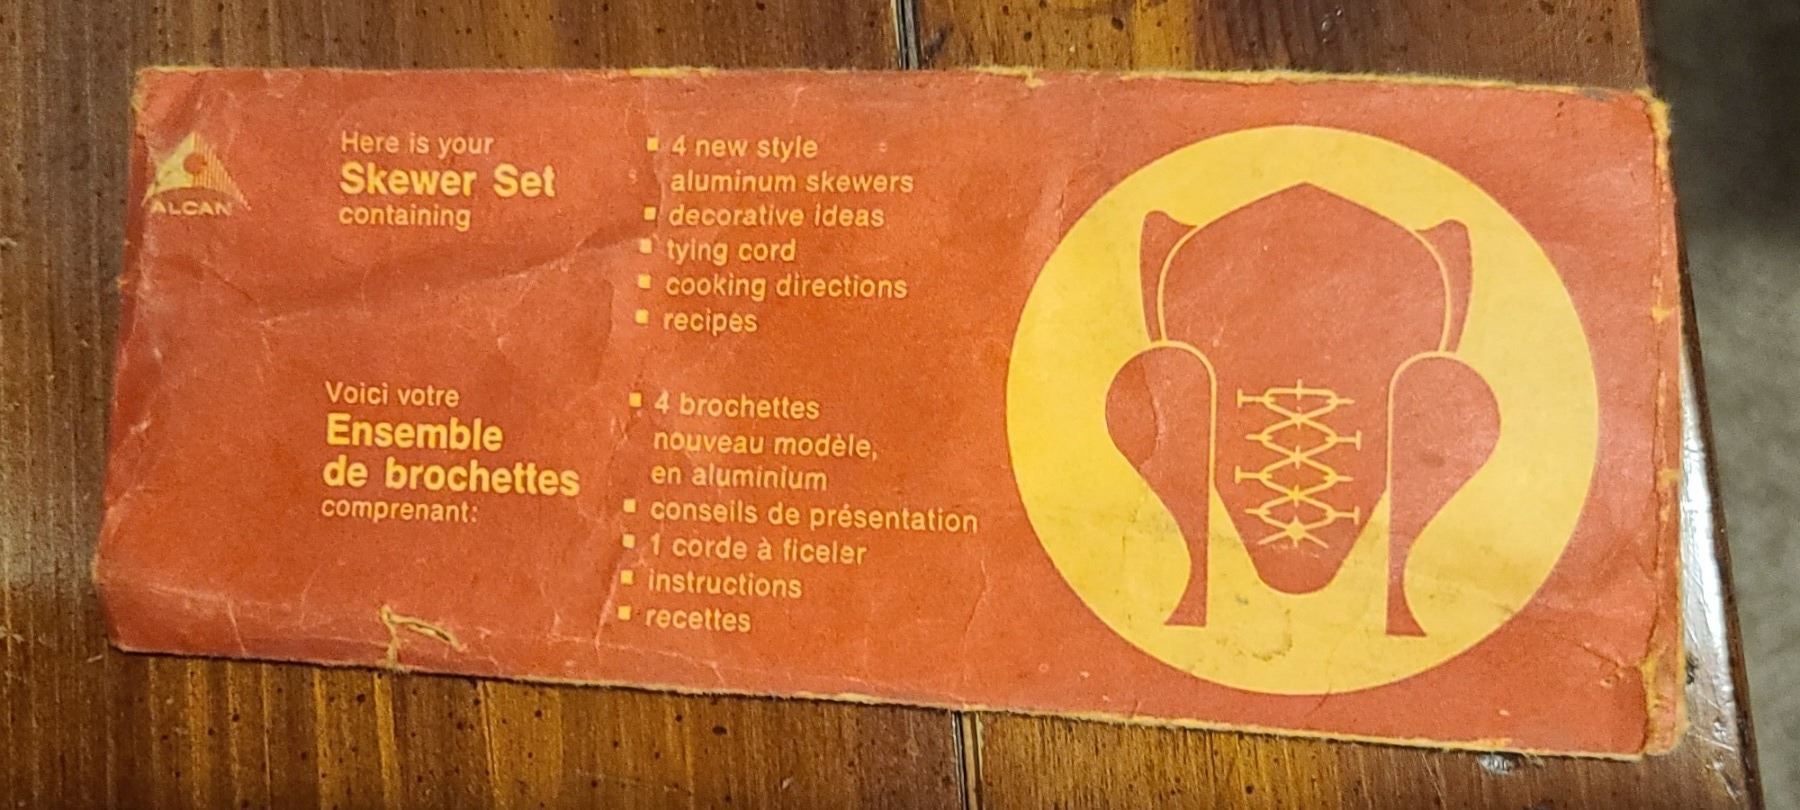 ALCAN
Here is your
Skewer Set
containing
▪ 4 new style
aluminum skewers
▪ decorative ideas
▪ tying cord
▪ cooking directions
▪ recipes
Voici votre
Ensemble
de brochettes
comprenant:
▪ 4 brochettes
nouveau modèle,
en aluminium
▪ conseils de présentation
▪ 1 corde à ficeler
▪ instructions
▪ recettes